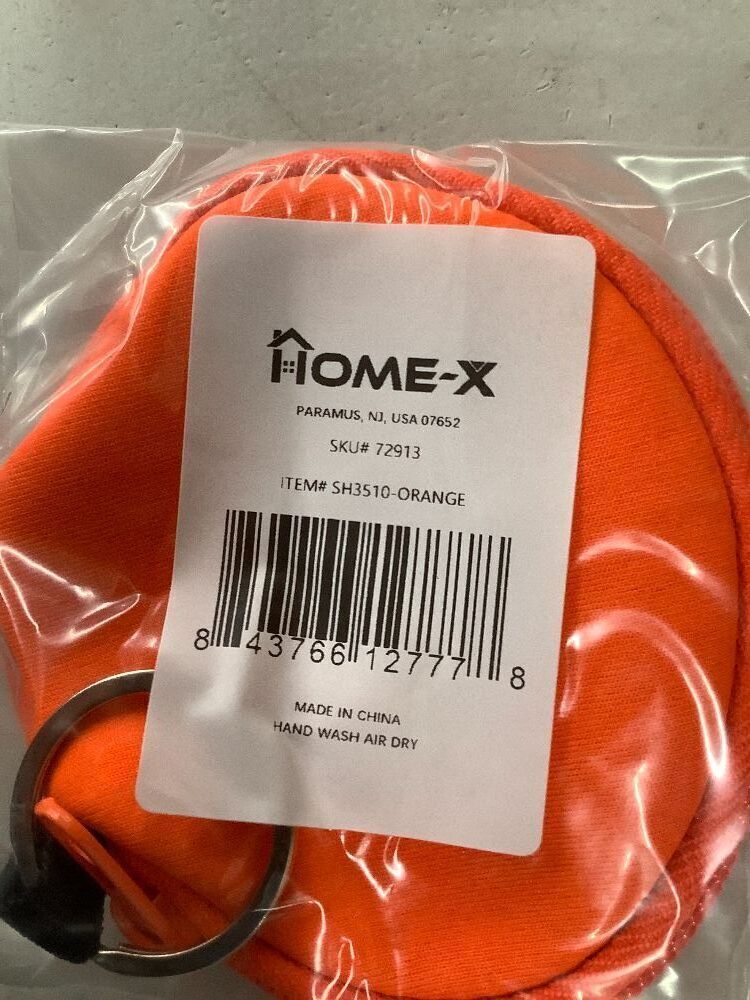 HOME-X
PARAMUS, NJ, USA 07652
SKU# 72913
ITEM# SH3510-ORANGE
8 43766 12777 8
MADE IN CHINA
HAND WASH AIR DRY